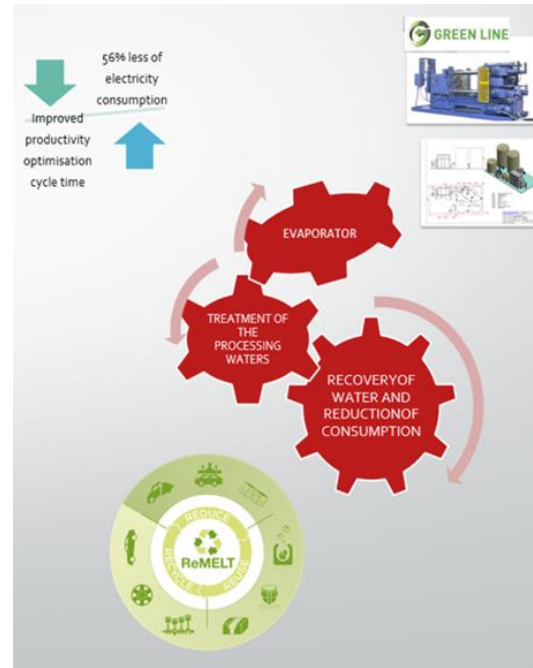 56% less of
electricity
consumption
Improved
productivity
optimisation
cycle time
GREEN LINE
EVAPORATOR
TREATMENT OF
THE
PROCESSING
WATERS
RECOVERYOF
WATER AND
REDUCTIONOF
CONSUMPTION
REDUCE
ReMELT
RECYCLE
REUSE